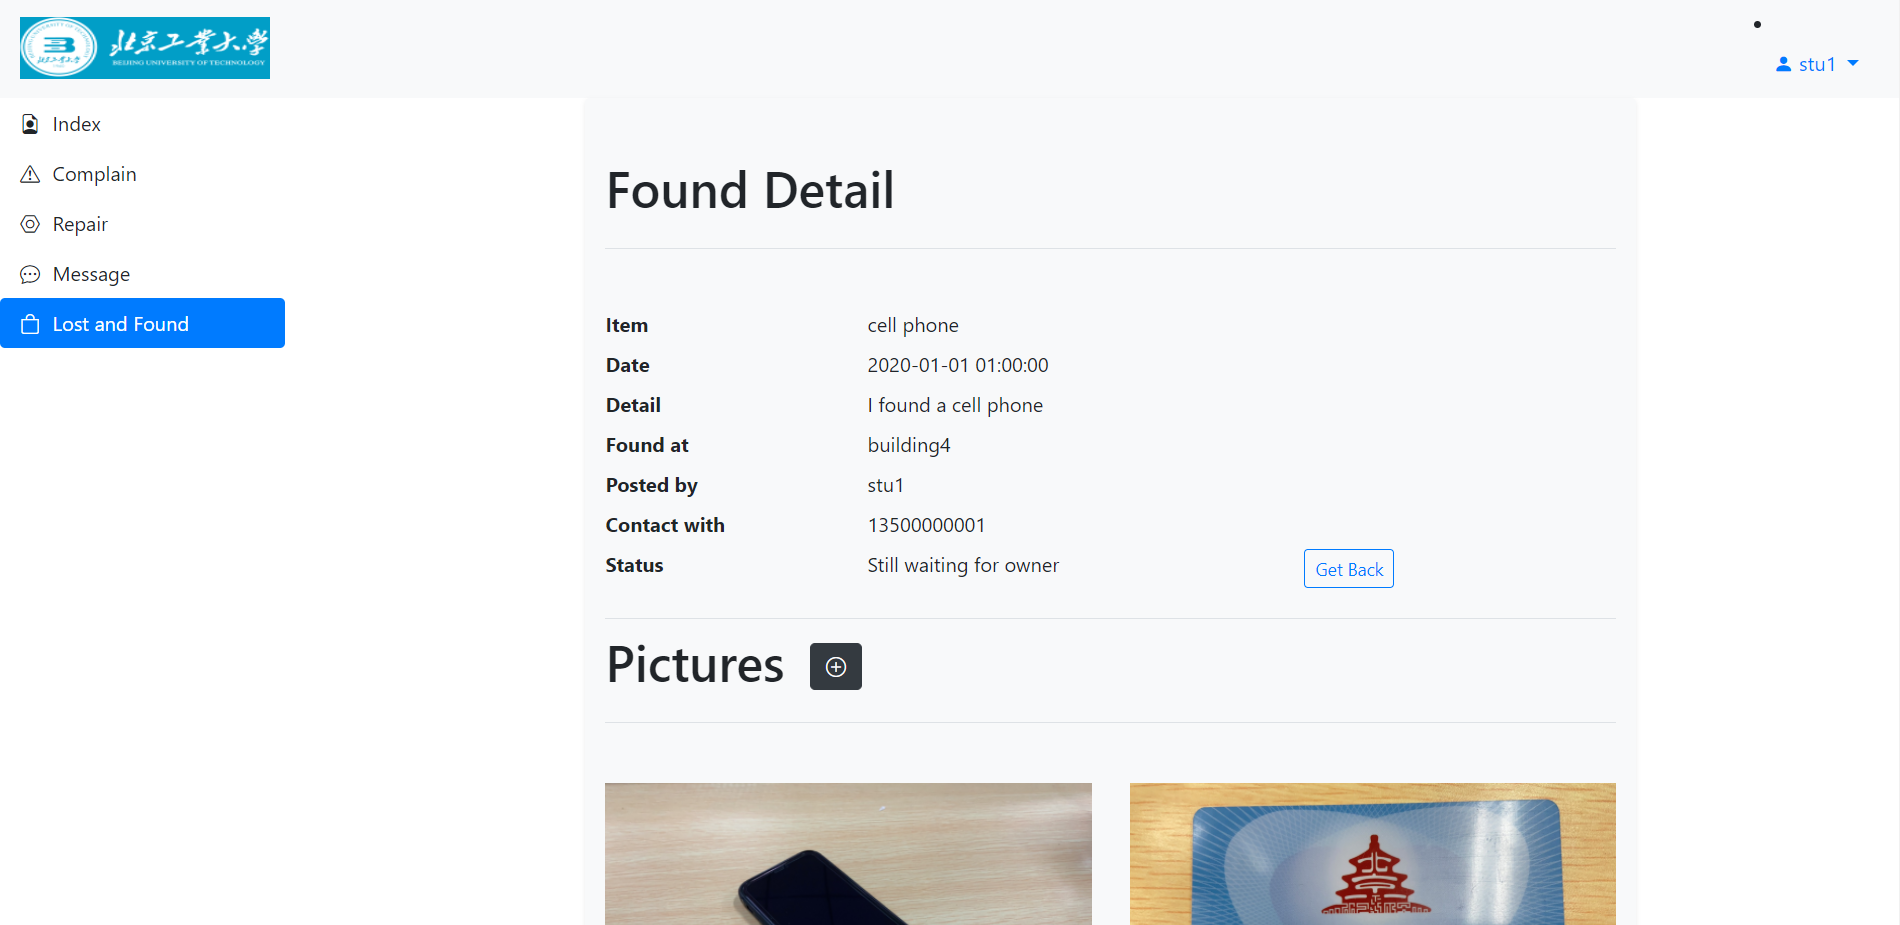 北京工业大学
BEIJING UNIVERSITY OF TECHNOLOGY
stu1
Index
Complain
Repair
Message
Lost and Found
Found Detail
Item cell phone
Date 2020-01-01 01:00:00
Detail I found a cell phone
Found at building4
Posted by stu1
Contact with 13500000001
Status Still waiting for owner Get Back
Pictures